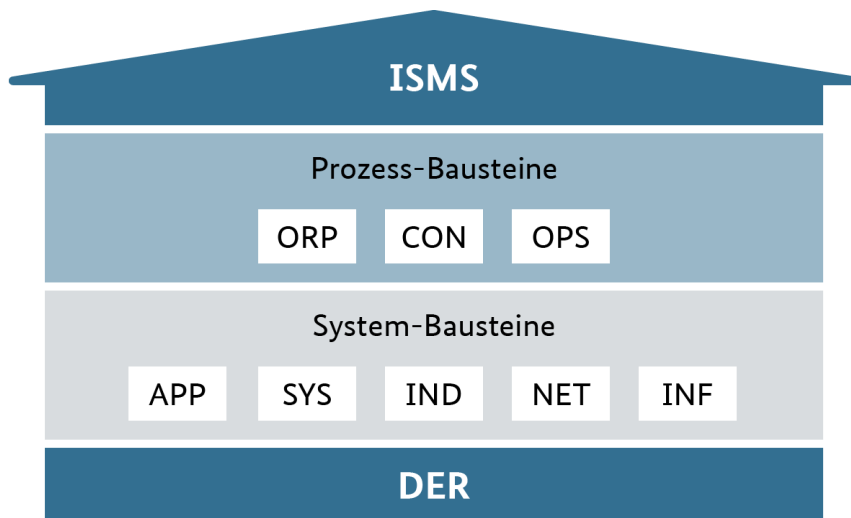 ISMS
Prozess-Bausteine
ORP CON OPS
System-Bausteine
APP SYS IND NET INF
DER